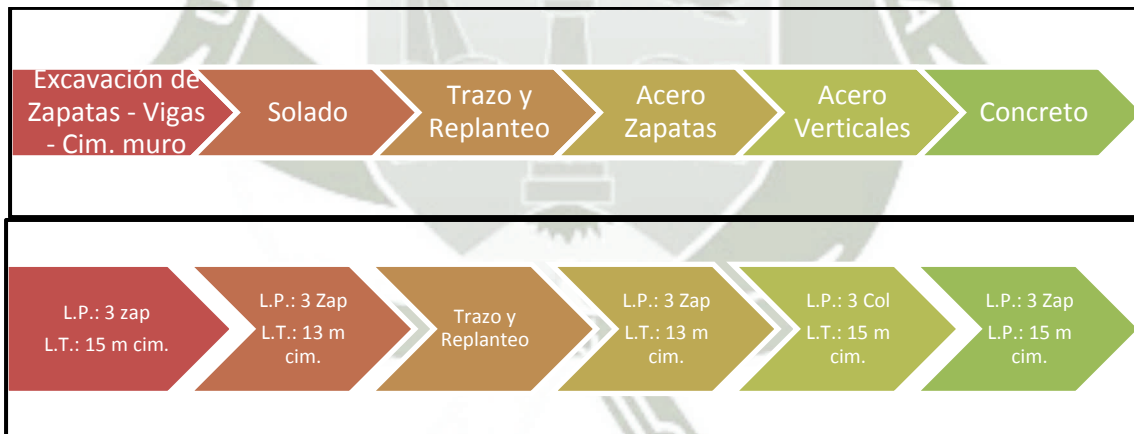 Excavación de
Zapatas - Vigas
- Cim. muro
Solado
Trazo y
Replanteo
Acero
Zapatas
Acero
Verticales
Concreto
L.P.: 3 zap
L.T.: 15 m cim.
L.P.: 3 Zap
L.T.: 13 m
cim.
Trazo y
Replanteo
L.P.: 3 Zap
L.T.: 13 m
cim.
L.P.: 3 Col
L.T.: 15 m
cim.
L.P.: 3 Zap
L.P.: 15 m
cim.